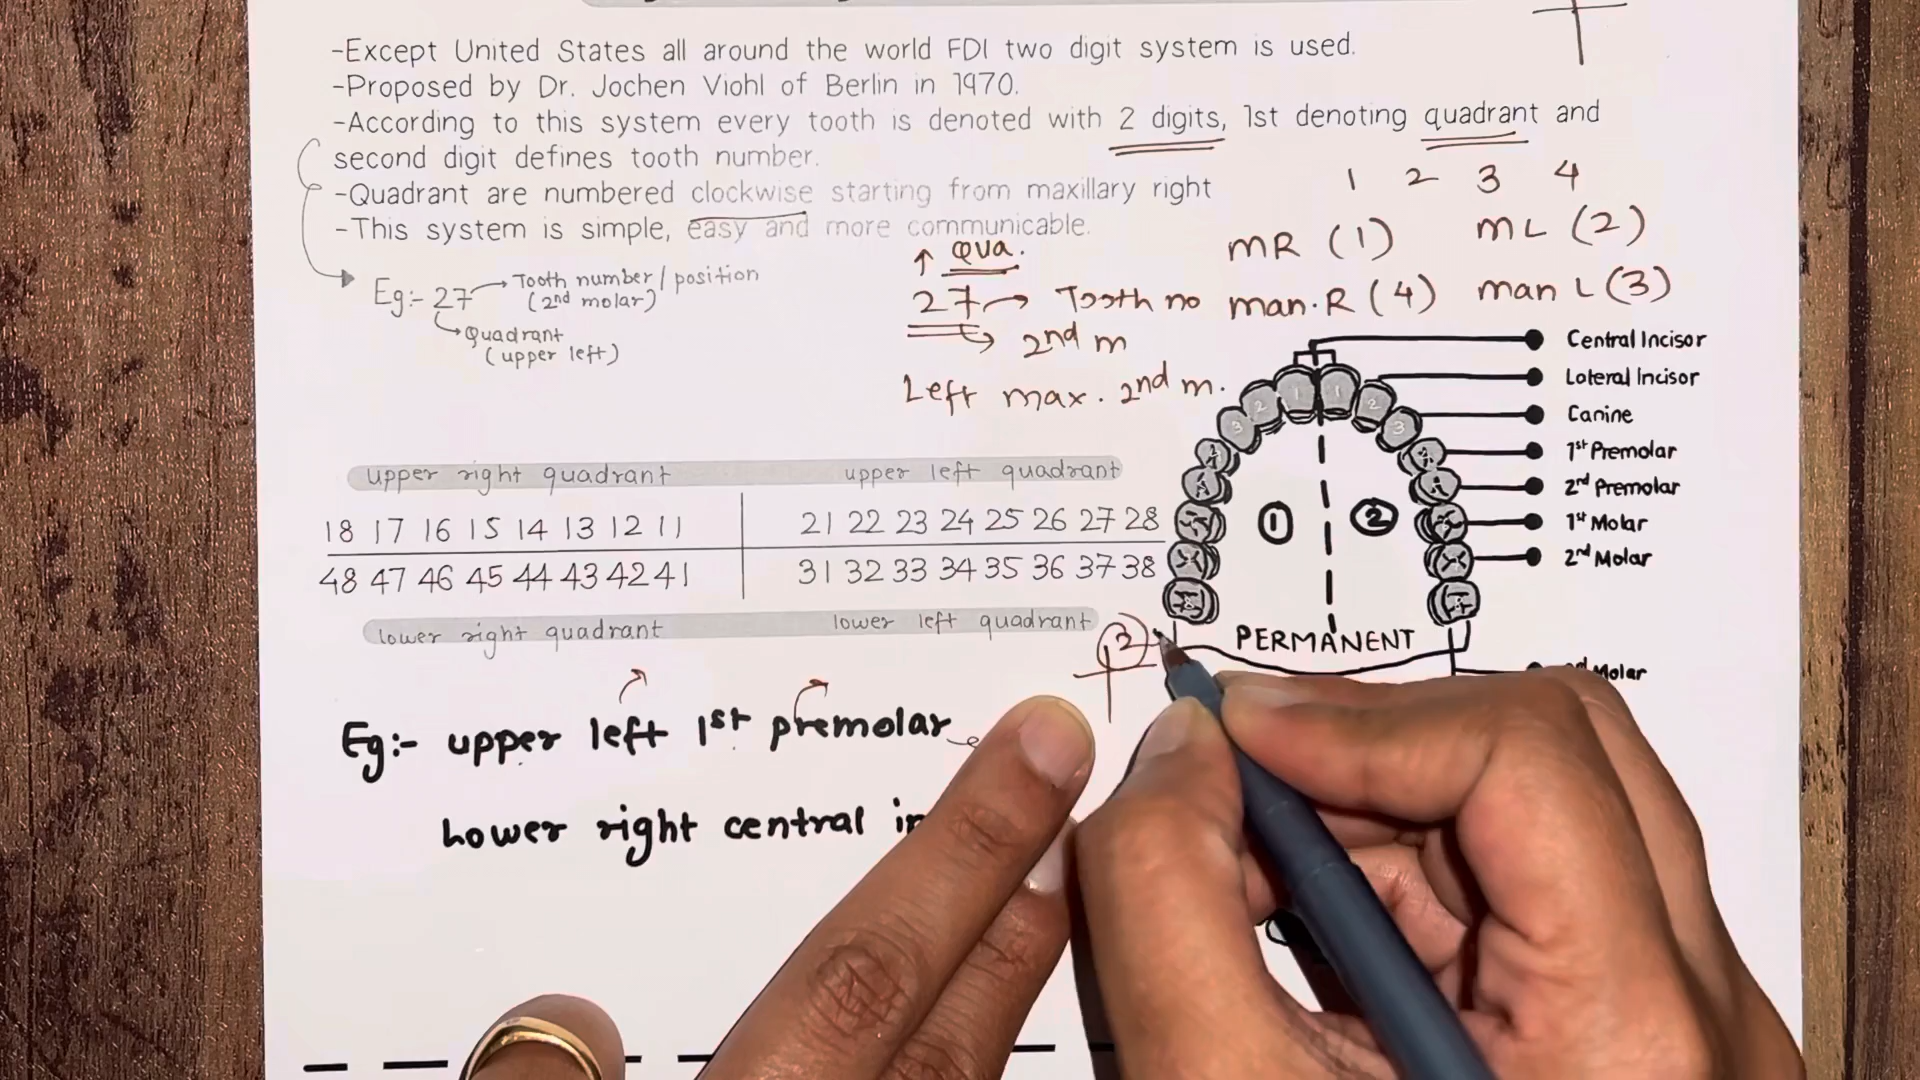 -Except United States all around the world FDI two digit system is used.
-Proposed by Dr. Jochen Viohl of Berlin in 1970.
-According to this system every tooth is denoted with 2 digits, 1st denoting quadrant and
second digit defines tooth number.
-Quadrant are numbered clockwise starting from maxillary right
-This system is simple, easy and more communicable.
1 2 3 4
MR (1) ML (2)
man.R (4) man L (3)
Eg:- 27 Tooth number/position
(2nd molar)
Quadrant
(upper left)
Qua.
27 Tooth no
2nd m
Left max. 2nd m.
Central Incisor
Loteral Incisor
Canine
1st Premolar
2nd Premolar
1st Molar
2nd Molar
1 2
PERMANENT
Molar
upper right quadrant upper left quadrant
18 17 16 15 14 13 12 11 21 22 23 24 25 26 27 28
48 47 46 45 44 43 42 41 31 32 33 34 35 36 37 38
lower right quadrant lower left quadrant
2
Eg:- upper left 1st premolar
Lower right central